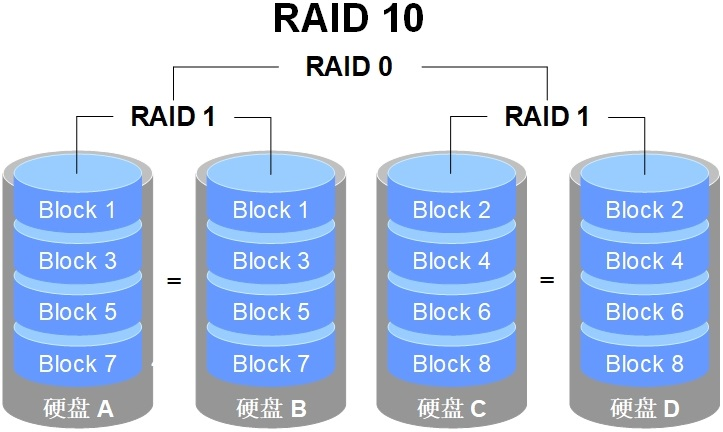 RAID 10
RAID 0
RAID 1 RAID 1
Block 1 Block 1 Block 2 Block 2
Block 3 Block 3 Block 4 Block 4
= =
Block 5 Block 5 Block 6 Block 6
Block 7 Block 7 Block 8 Block 8
硬盘 A 硬盘 B 硬盘 C 硬盘 D